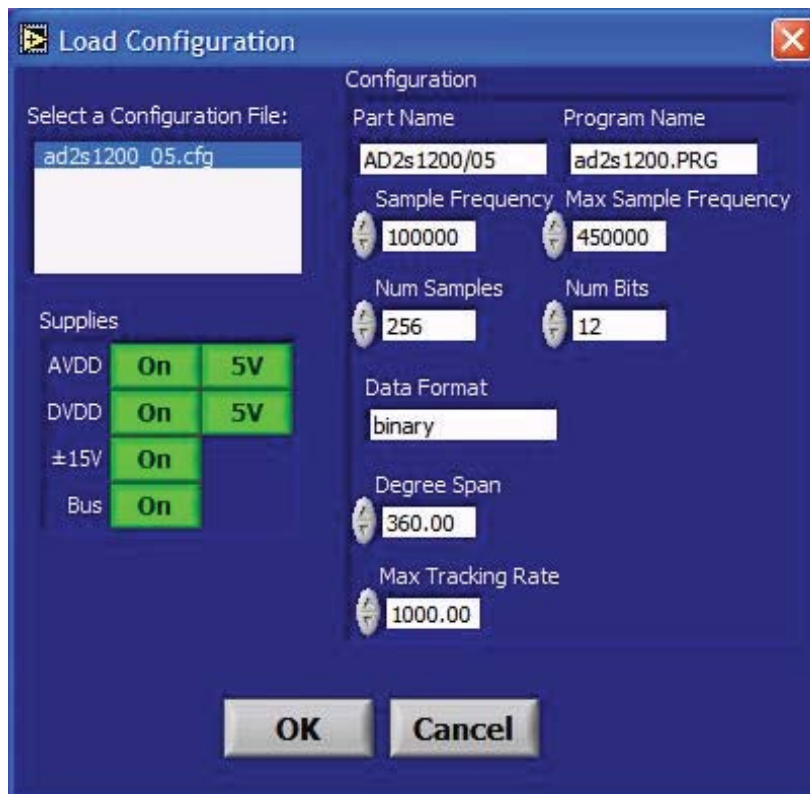 Load Configuration
Select a Configuration File:
ad2s1200_05.cfg
Supplies
AVDD On 5V
DVDD On 5V
±15V On
Bus On
Configuration
Part Name Program Name
AD2s1200/05 ad2s1200.PRG
Sample Frequency Max Sample Frequency
100000 450000
Num Samples Num Bits
256 12
Data Format
binary
Degree Span
360.00
Max Tracking Rate
1000.00
OK Cancel